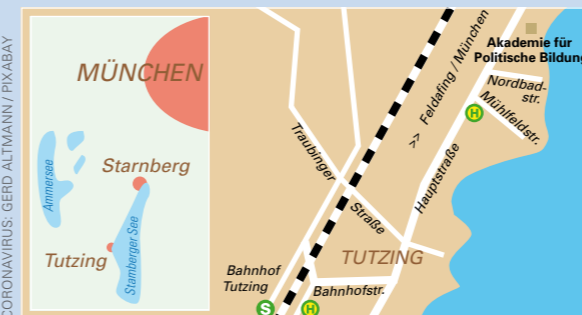 CORONAVIRUS: GERD ALTMANN / PIXABAY
MÜNCHEN
Ammersee
Starnberg
Starnberger See
Tutzing
Akademie für
Politische Bildung
>> Feldafing / München
Nordbad-
str.
Mühlfeldstr.
H
Traubinger
Straße
Hauptstraße
TUTZING
Bahnhof
Tutzing
Bahnhofstr.
S
H